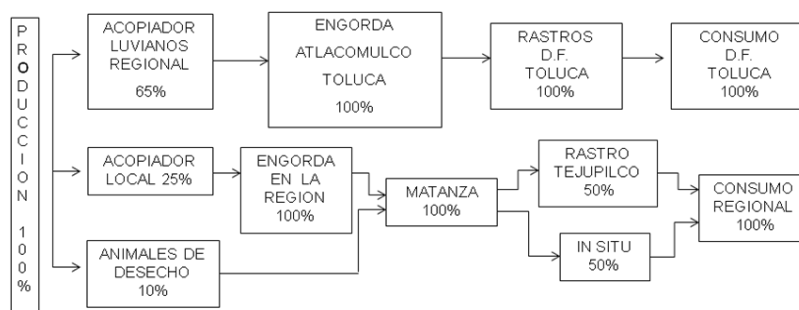 PRODUCCION 100%
ACOPIADOR
LUVIANOS
REGIONAL
65%
ENGORDA
ATLACOMULCO
TOLUCA
100%
RASTROS
D.F.
TOLUCA
100%
CONSUMO
D.F.
TOLUCA
100%
ACOPIADOR
LOCAL 25%
ENGORDA
EN LA
REGION
100%
MATANZA
100%
RASTRO
TEJUPILCO
50%
CONSUMO
REGIONAL
100%
ANIMALES DE
DESECHO
10%
IN SITU
50%